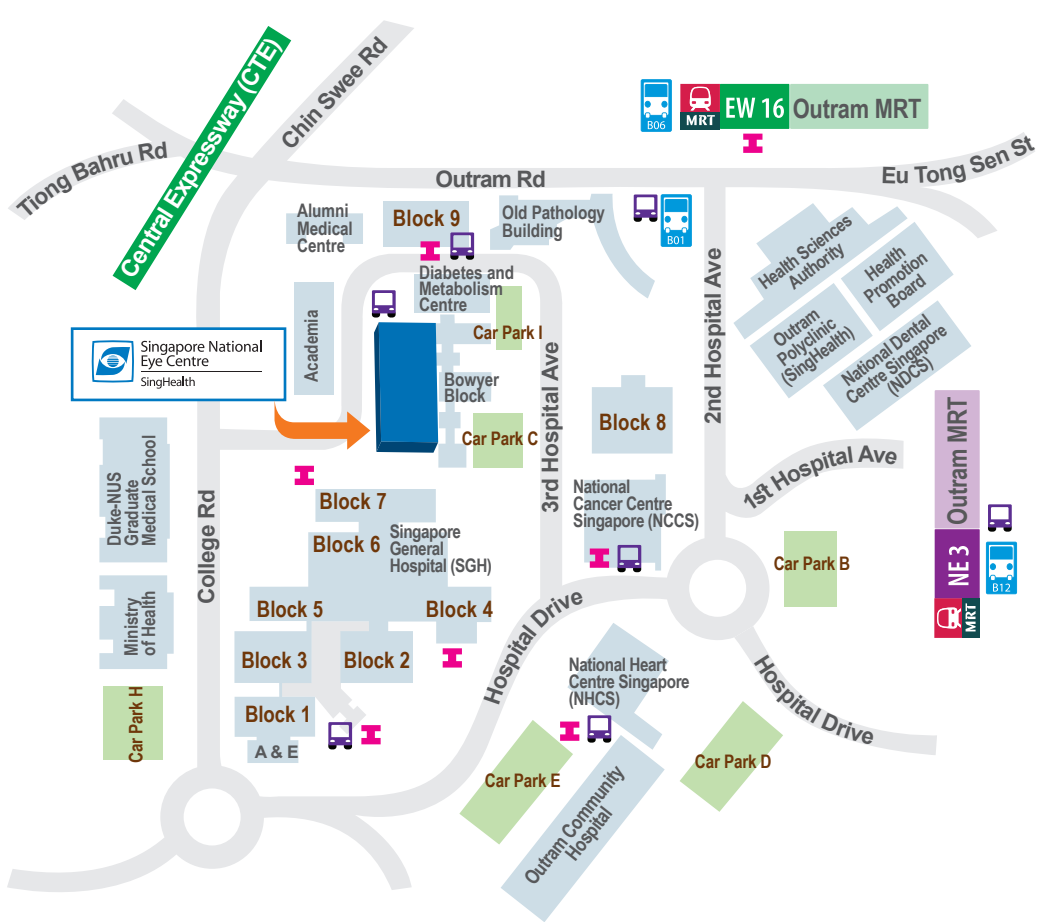 Central Expressway (CTE)
Chin Swee Rd
Tiong Bahru Rd
B06
MRT
EW 16
Outram MRT
Outram Rd
Eu Tong Sen St
Alumni
Medical
Centre
Block 9
Old Pathology
Building
B01
Health Sciences
Authority
Health
Promotion
Board
Outram
Polyclinic
(SingHealth)
National Dental
Centre Singapore
(NDCS)
2nd Hospital Ave
Diabetes and
Metabolism
Centre
Car Park I
Academia
Singapore National
Eye Centre
SingHealth
Bowyer
Block
Car Park C
3rd Hospital Ave
Block 8
Outram MRT
NE 3
MRT
B12
1st Hospital Ave
Duke-NUS
Graduate
Medical School
College Rd
Block 7
Block 6
Singapore
General
Hospital (SGH)
National
Cancer Centre
Singapore (NCCS)
Car Park B
Block 5
Block 4
Ministry
of Health
Block 3
Block 2
Hospital Drive
National Heart
Centre Singapore
(NHCS)
Hospital Drive
Car Park H
Block 1
A & E
Car Park E
Car Park D
Outram Community
Hospital